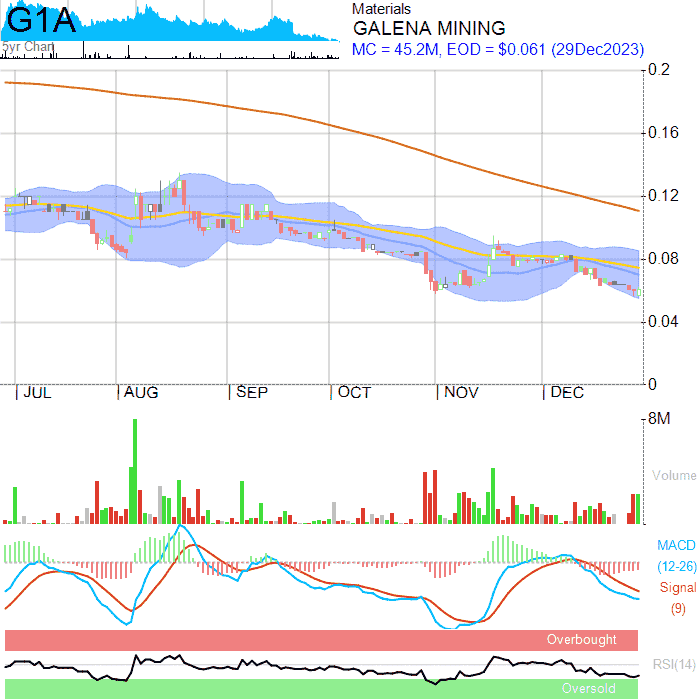 G1A
5yr Chart
Materials
GALENA MINING
MC = 45.2M, EOD = $0.061 (29Dec2023)
0.2
0.16
0.12
0.08
0.04
0
JUL AUG SEP OCT NOV DEC
8M
Volume
MACD
(12-26)
Signal
(9)
Overbought
RSI(14)
Oversold